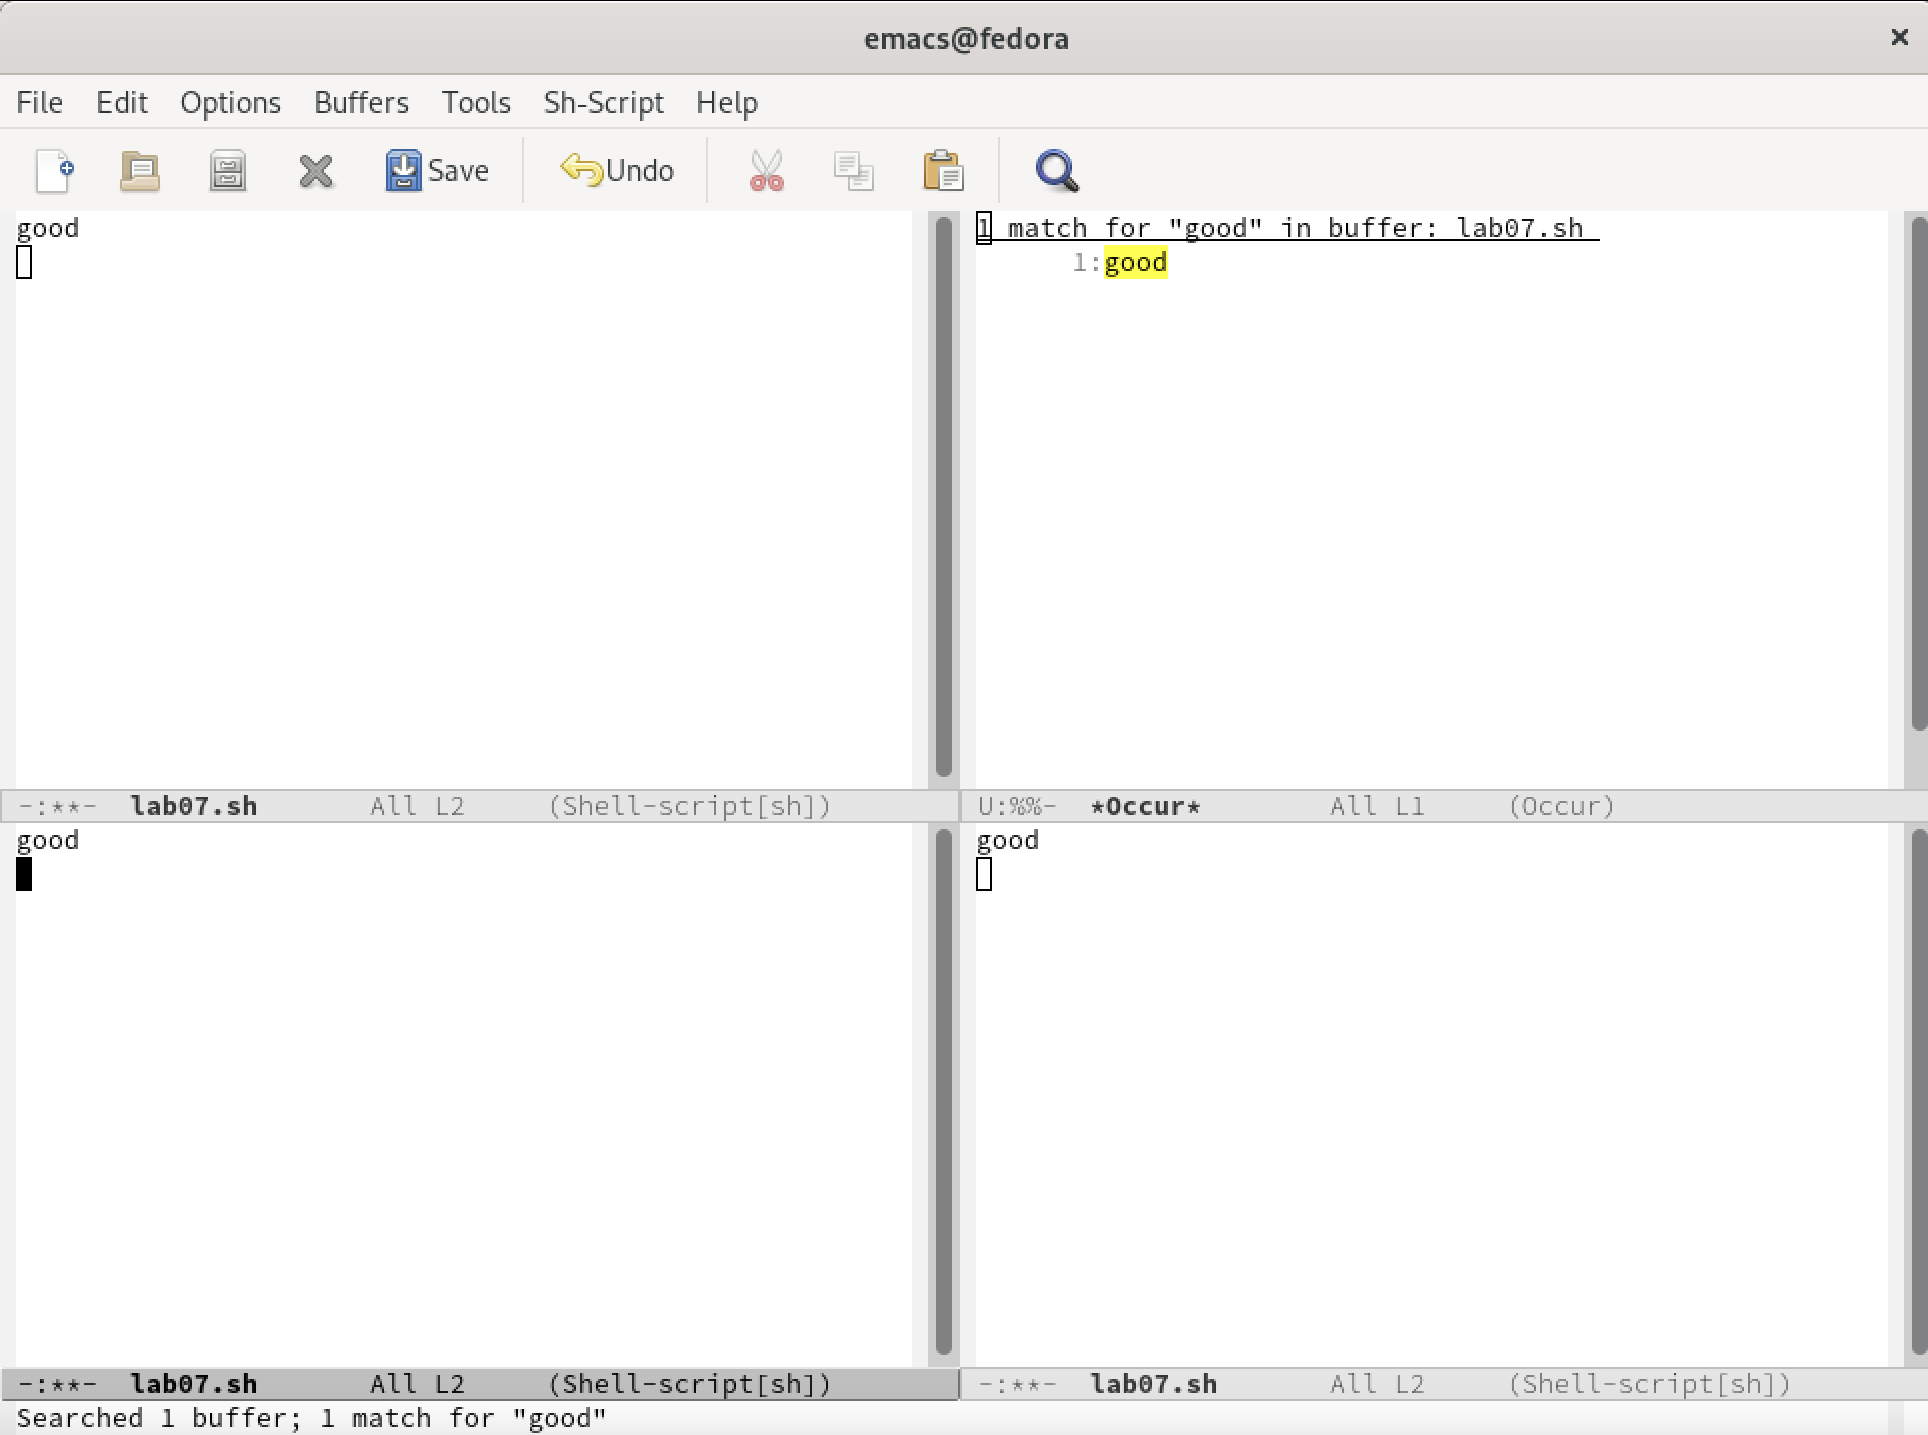 emacs@fedora
File Edit Options Buffers Tools Sh-Script Help
Save Undo
good
-:**- lab07.sh All L2 (Shell-script[sh])
1 match for "good" in buffer: lab07.sh
1:good
U:%%- *Occur* All L1 (Occur)
good
-:**- lab07.sh All L2 (Shell-script[sh])
good
-:**- lab07.sh All L2 (Shell-script[sh])
Searched 1 buffer; 1 match for "good"